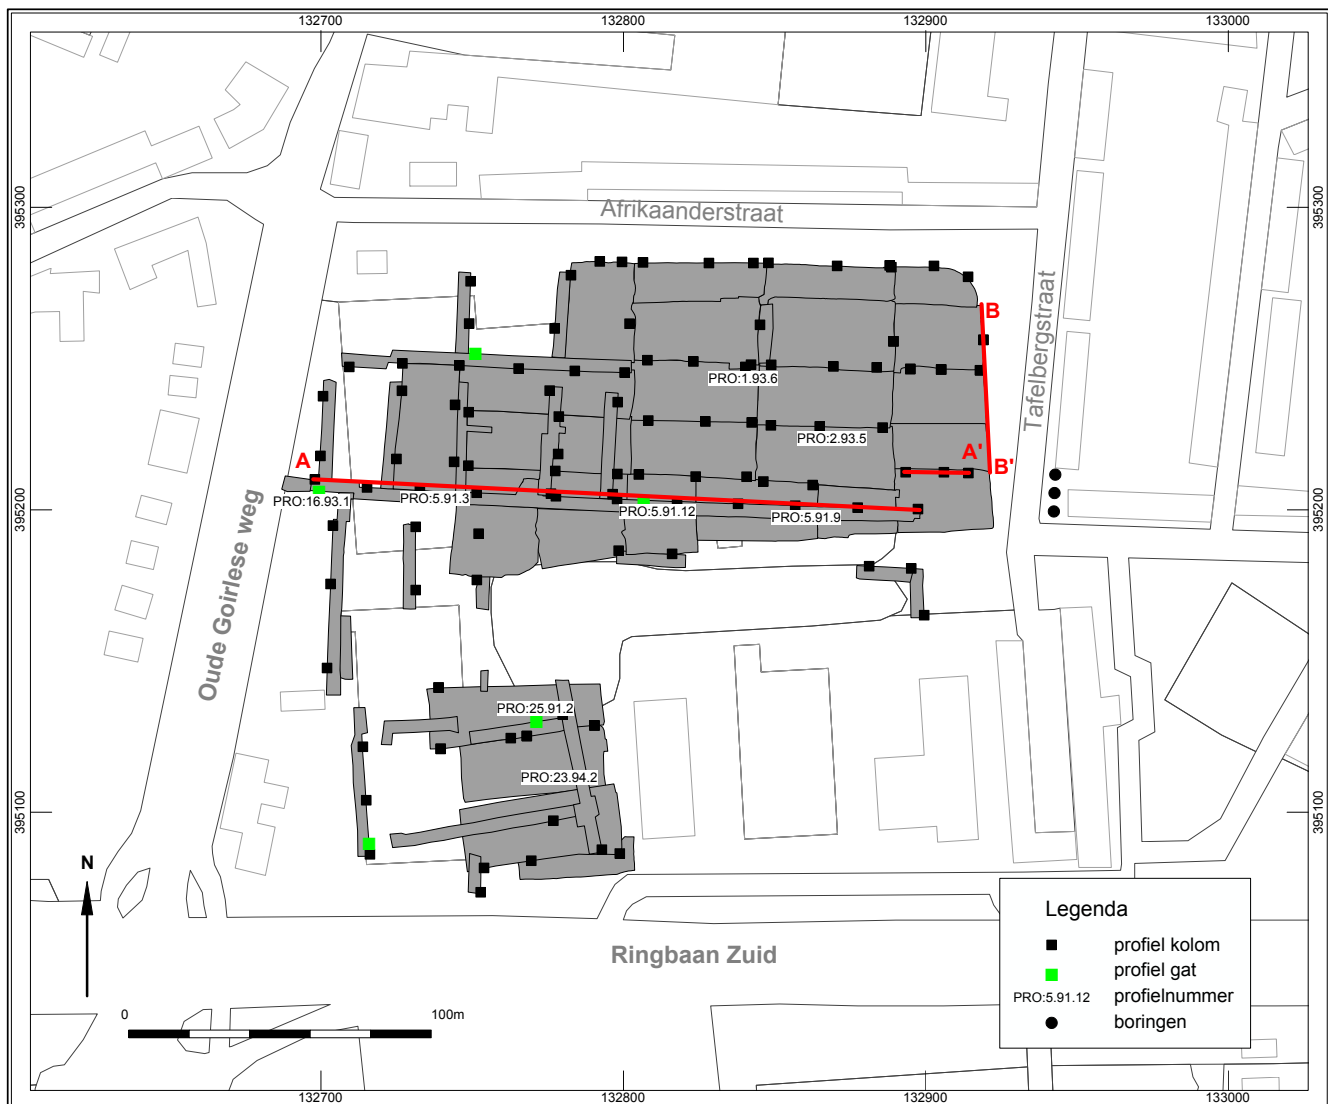 132700
132800
132900
133000
395300
Afrikaanderstraat
395300
Tafelbergstraat
B
PRO:1.93.6
PRO:2.93.5
A
A'
B'
PRO:16.93.1
PRO:5.91.3
PRO:5.91.12
PRO:5.91.9
395200
395200
Oude Goirlese weg
PRO:25.91.2
PRO:23.94.2
395100
395100
N
Ringbaan Zuid
Legenda
profiel kolom
profiel gat
PRO:5.91.12 profielnummer
boringen
0 100m
132700
132800
132900
133000